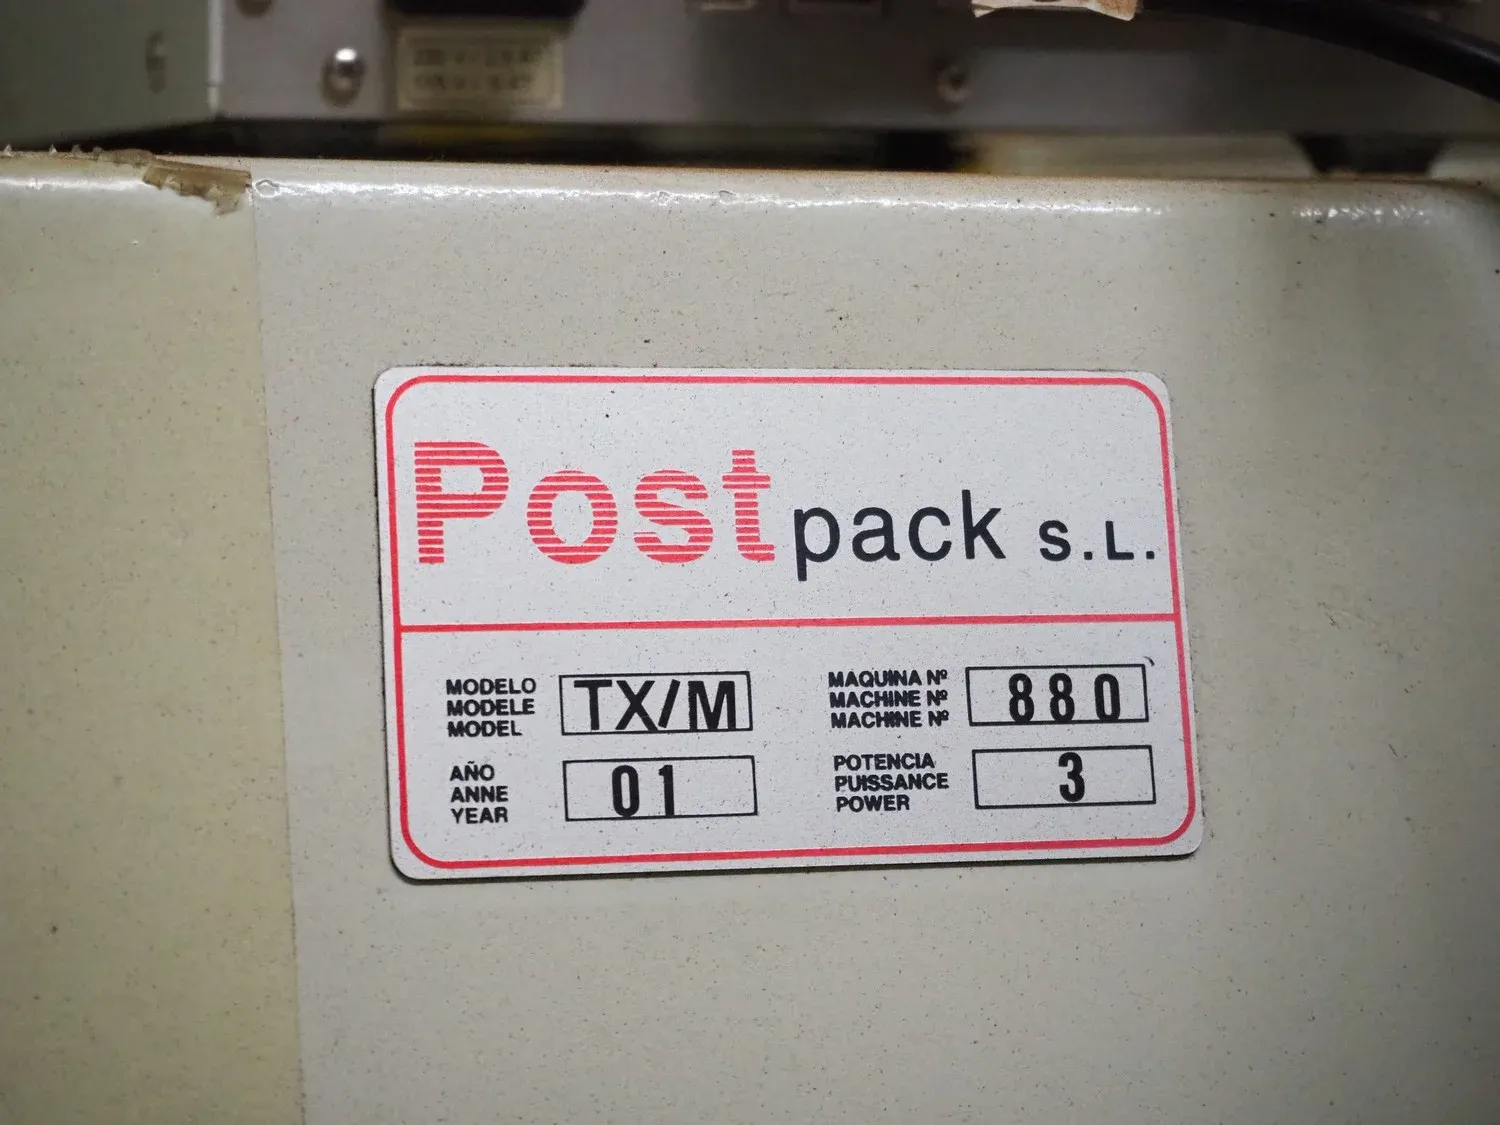 Postpack S.L.
MODELO
MODELE
MODEL
TX/M
MAQUINA Nº
MACHINE Nº
MACHINE Nº
880
AÑO
ANNE
YEAR
01
POTENCIA
PUISSANCE
POWER
3